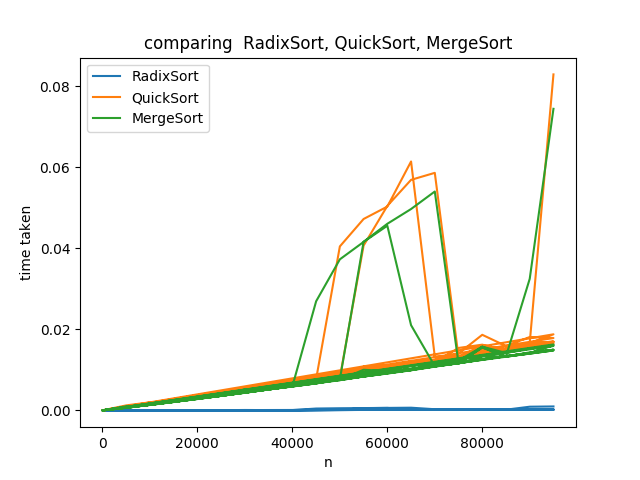 comparing  RadixSort, QuickSort, MergeSort
RadixSort
QuickSort
MergeSort
0.08
0.06
0.04
0.02
0.00
time taken
0 20000 40000 60000 80000
n